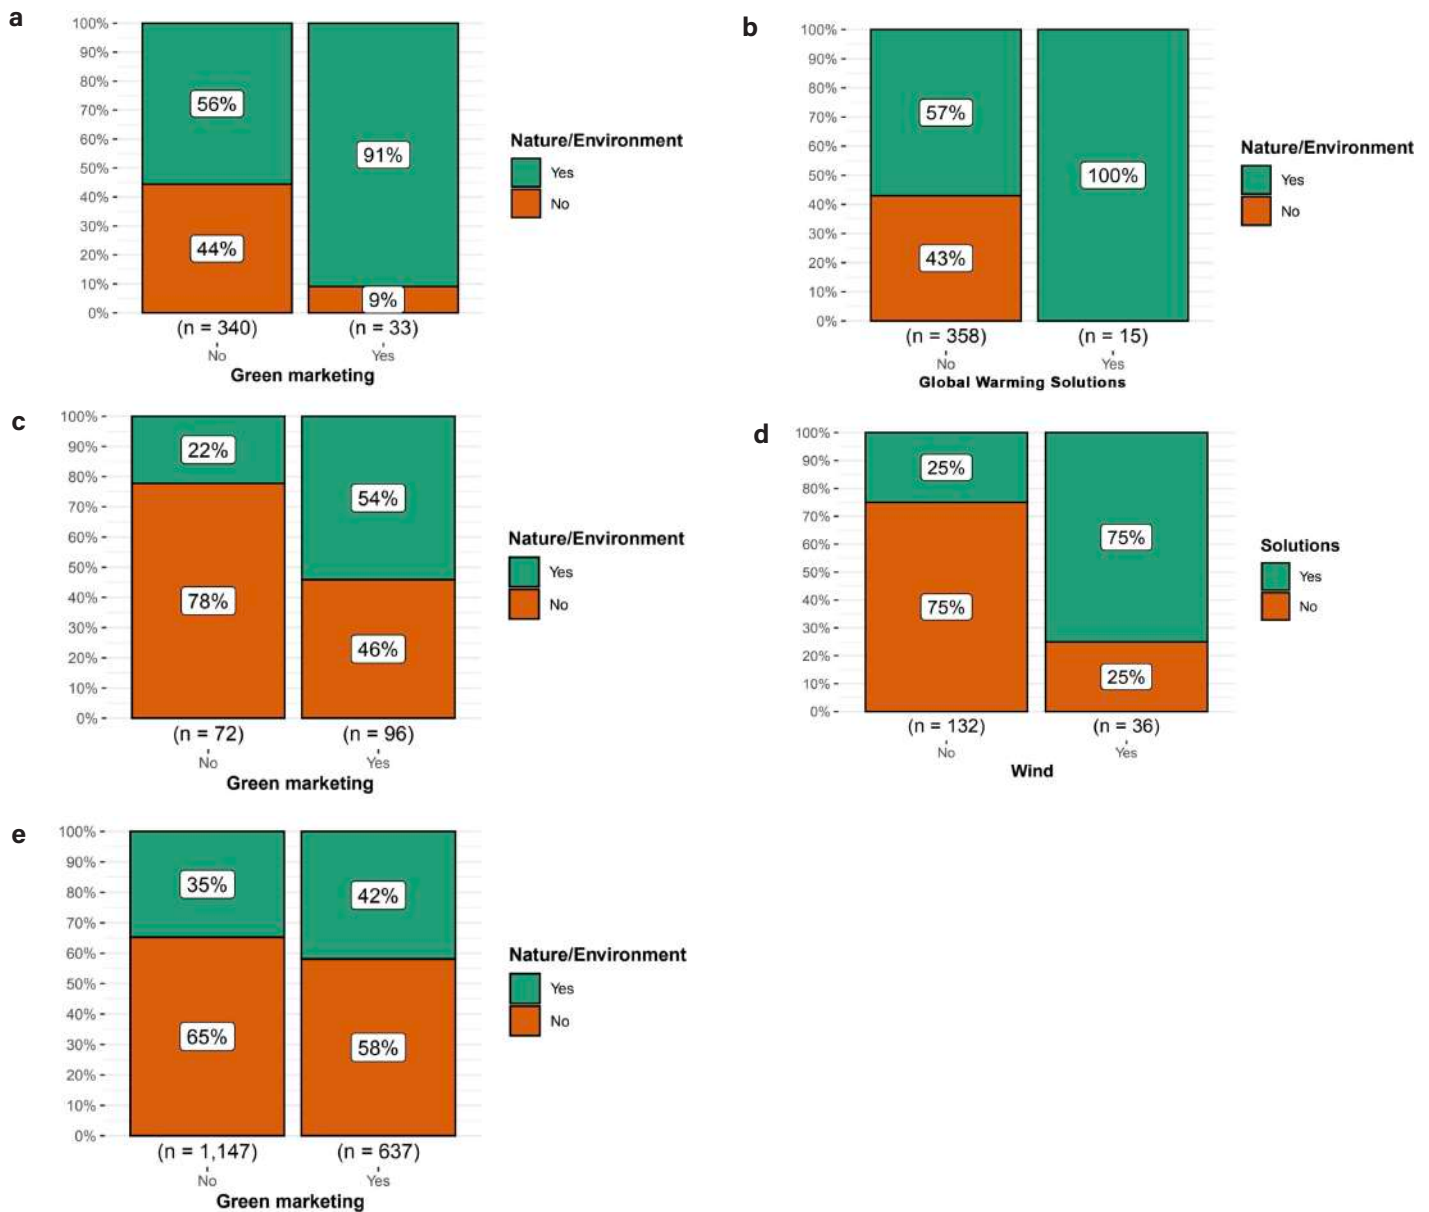 a
100%
90%
80%
70%
60%
50%
40%
30%
20%
10%
0%
56%
91%
44%
9%
(n = 340) (n = 33)
No Yes
Green marketing
Nature/Environment
Yes
No
b
100%
90%
80%
70%
60%
50%
40%
30%
20%
10%
0%
57%
100%
43%
(n = 358) (n = 15)
No Yes
Global Warming Solutions
Nature/Environment
Yes
No
c
100%
90%
80%
70%
60%
50%
40%
30%
20%
10%
0%
22%
54%
78%
46%
(n = 72) (n = 96)
No Yes
Green marketing
Nature/Environment
Yes
No
d
100%
90%
80%
70%
60%
50%
40%
30%
20%
10%
0%
25%
75%
75%
25%
(n = 132) (n = 36)
No Yes
Wind
Solutions
Yes
No
e
100%
90%
80%
70%
60%
50%
40%
30%
20%
10%
0%
35%
42%
65%
58%
(n = 1,147) (n = 637)
No Yes
Green marketing
Nature/Environment
Yes
No